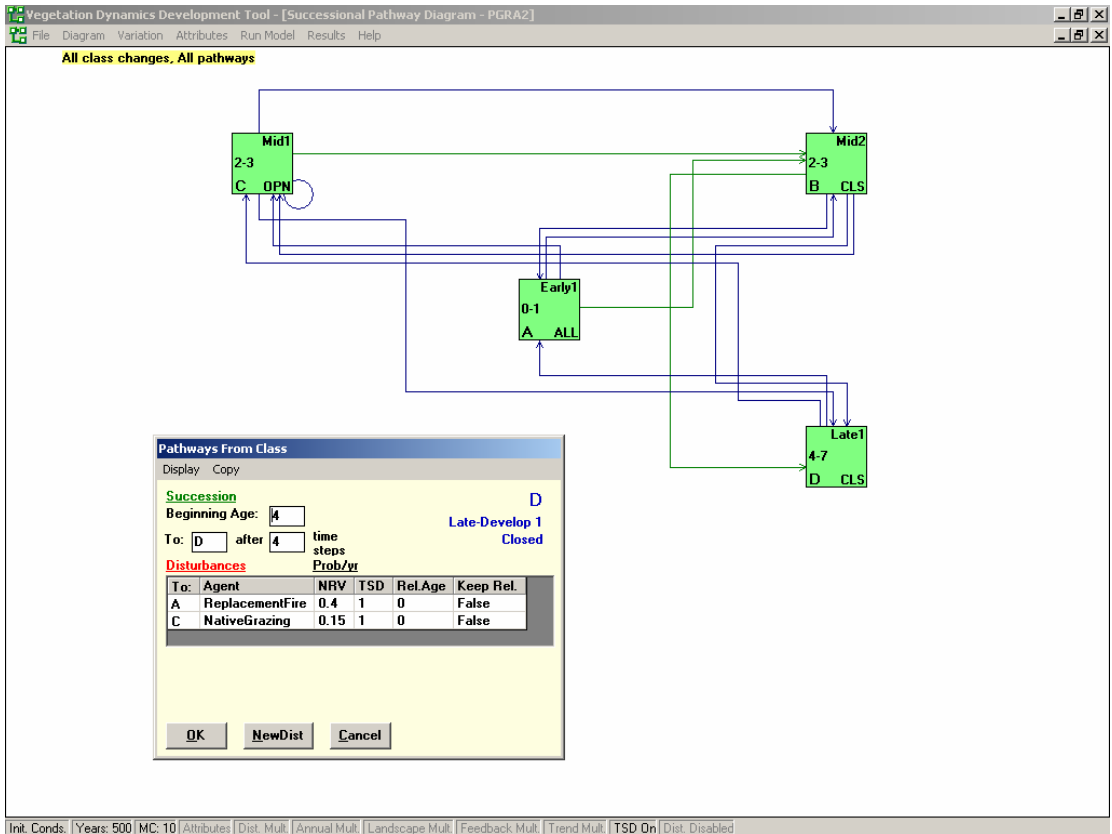 Vegetation Dynamics Development Tool - [Successional Pathway Diagram - PGRA2]
File Diagram Variation Attributes Run Model Results Help
All class changes, All pathways
Mid1
2-3
C OPN
Mid2
2-3
B CLS
Early1
0-1
A ALL
Late1
4-7
D CLS
Pathways From Class
Display Copy
Succession D
Beginning Age: 4 Late-Develop 1
To: D after 4 time steps Closed
Disturbances Prob/yr
To: Agent NRV TSD Rel.Age Keep Rel.
A ReplacementFire 0.4 1 0 False
C NativeGrazing 0.15 1 0 False
OK NewDist Cancel
Init. Conds. Years: 500 MC: 10 Attributes Dist. Mult. Annual Mult. Landscape Mult. Feedback Mult. Trend Mult. TSD On Dist. Disabled